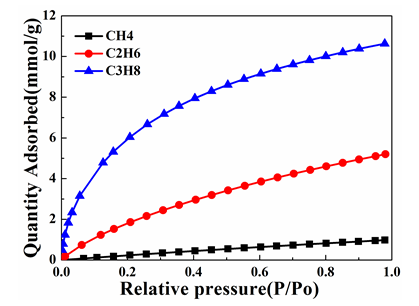 Quantity Adsorbed(mmol/g)
12
10
8
6
4
2
0
CH4
C2H6
C3H8
0.0 0.2 0.4 0.6 0.8 1.0
Relative pressure(P/Po)